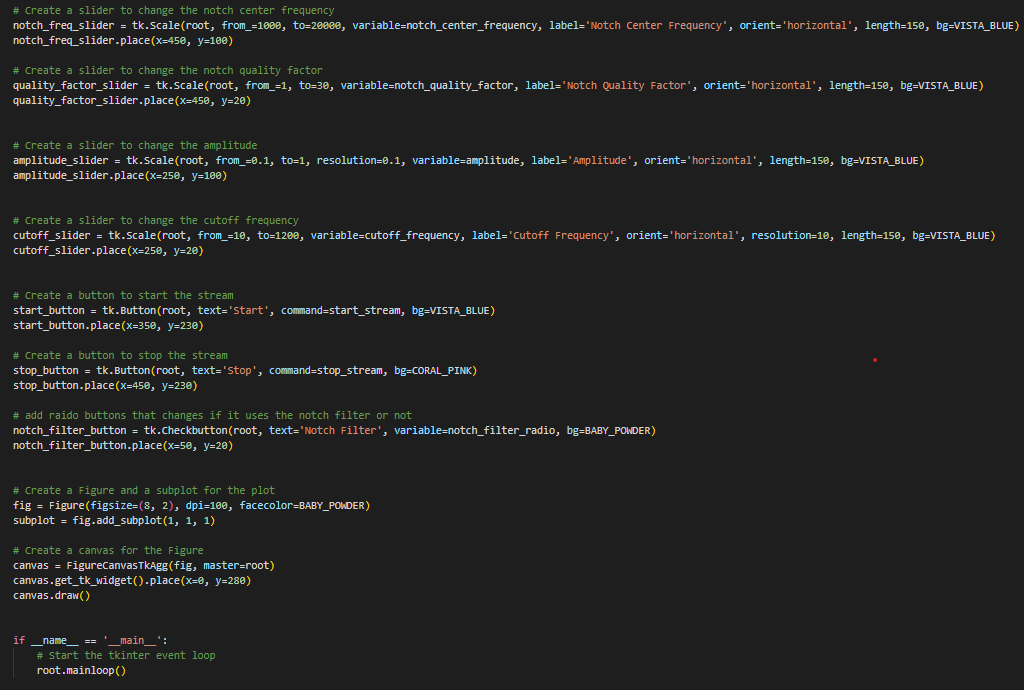 # Create a slider to change the notch center frequency
notch_freq_slider = tk.Scale(root, from_=1000, to=20000, variable=notch_center_frequency, label='Notch Center Frequency', orient='horizontal', length=150, bg=VISTA_BLUE)
notch_freq_slider.place(x=450, y=100)
# Create a slider to change the notch quality factor
quality_factor_slider = tk.Scale(root, from_=1, to=30, variable=notch_quality_factor, label='Notch Quality Factor', orient='horizontal', length=150, bg=VISTA_BLUE)
quality_factor_slider.place(x=450, y=20)
# Create a slider to change the amplitude
amplitude_slider = tk.Scale(root, from_=0.1, to=1, resolution=0.1, variable=amplitude, label='Amplitude', orient='horizontal', length=150, bg=VISTA_BLUE)
amplitude_slider.place(x=250, y=100)
# Create a slider to change the cutoff frequency
cutoff_slider = tk.Scale(root, from_=10, to=1200, variable=cutoff_frequency, label='Cutoff Frequency', orient='horizontal', resolution=10, length=150, bg=VISTA_BLUE)
cutoff_slider.place(x=250, y=20)
# Create a button to start the stream
start_button = tk.Button(root, text='Start', command=start_stream, bg=VISTA_BLUE)
start_button.place(x=350, y=230)
# Create a button to stop the stream
stop_button = tk.Button(root, text='Stop', command=stop_stream, bg=CORAL_PINK)
stop_button.place(x=450, y=230)
# add raido buttons that changes if it uses the notch filter or not
notch_filter_button = tk.Checkbutton(root, text='Notch Filter', variable=notch_filter_radio, bg=BABY_POWDER)
notch_filter_button.place(x=50, y=20)
# Create a Figure and a subplot for the plot
fig = Figure(figsize=(8, 2), dpi=100, facecolor=BABY_POWDER)
subplot = fig.add_subplot(1, 1, 1)
# Create a canvas for the Figure
canvas = FigureCanvasTkAgg(fig, master=root)
canvas.get_tk_widget().place(x=0, y=280)
canvas.draw()
if __name__ == '__main__':
    # Start the tkinter event loop
    root.mainloop()